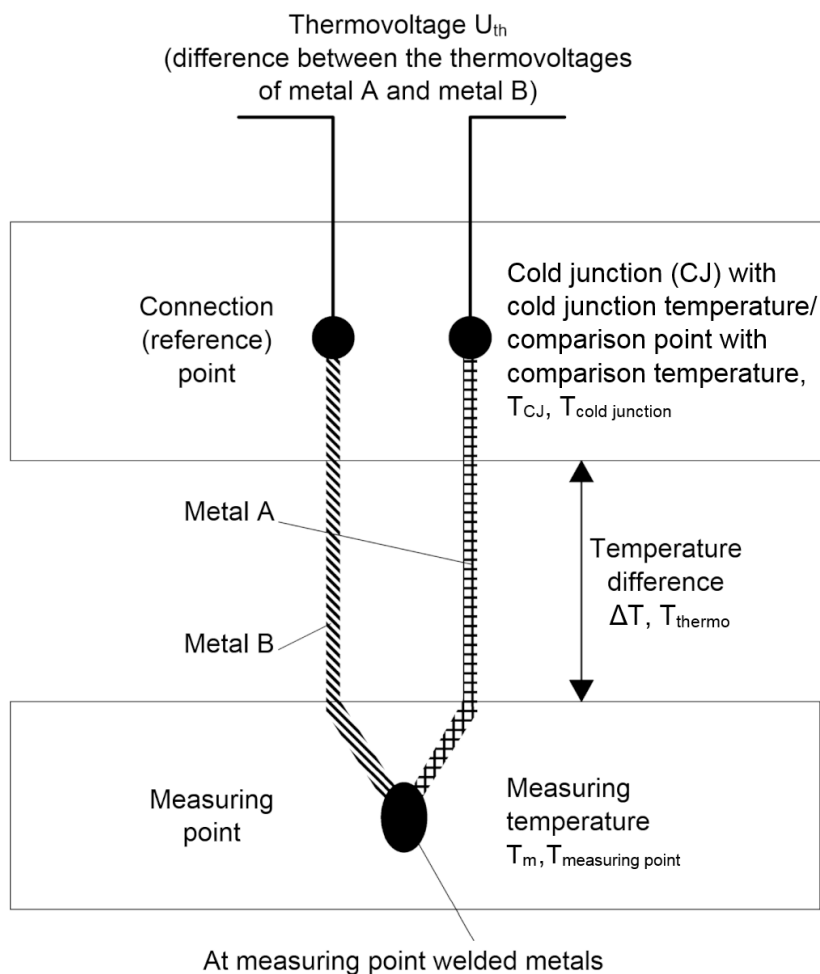 Thermovoltage Uth
(difference between the thermovoltages
of metal A and metal B)
Connection
(reference)
point
Cold junction (CJ) with
cold junction temperature/
comparison point with
comparison temperature,
TCJ, Tcold junction
Metal A
Temperature
difference
ΔT, Tthermo
Metal B
Measuring
point
Measuring
temperature
Tm,Tmeasuring point
At measuring point welded metals